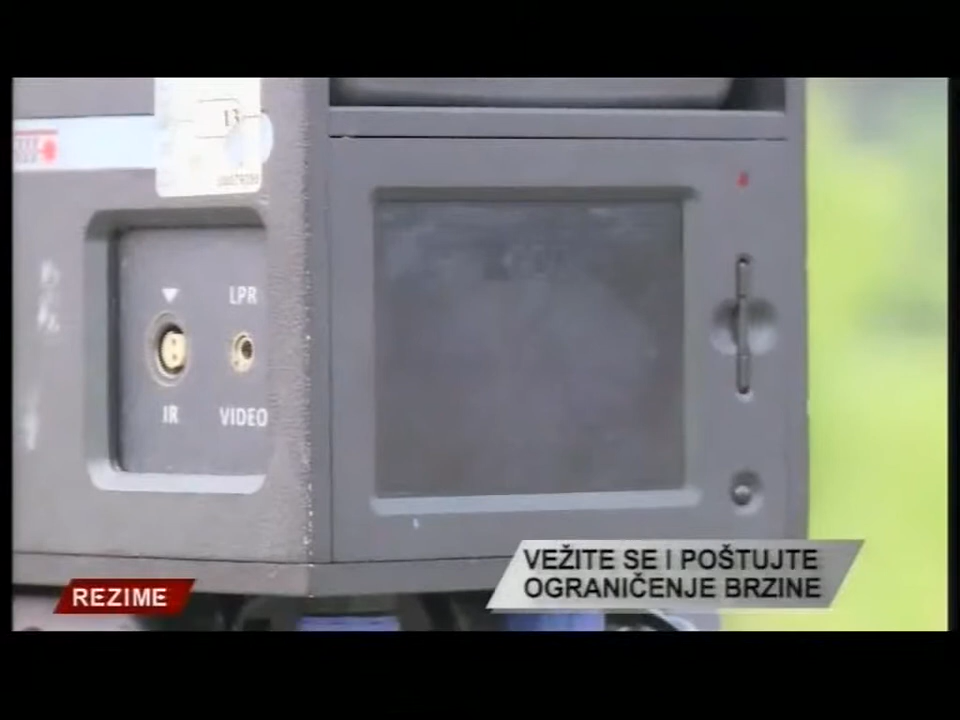 13
LPR
IR
VIDEO
VEŽITE SE I POŠTUJTE
OGRANIČENJE BRZINE
REZIME